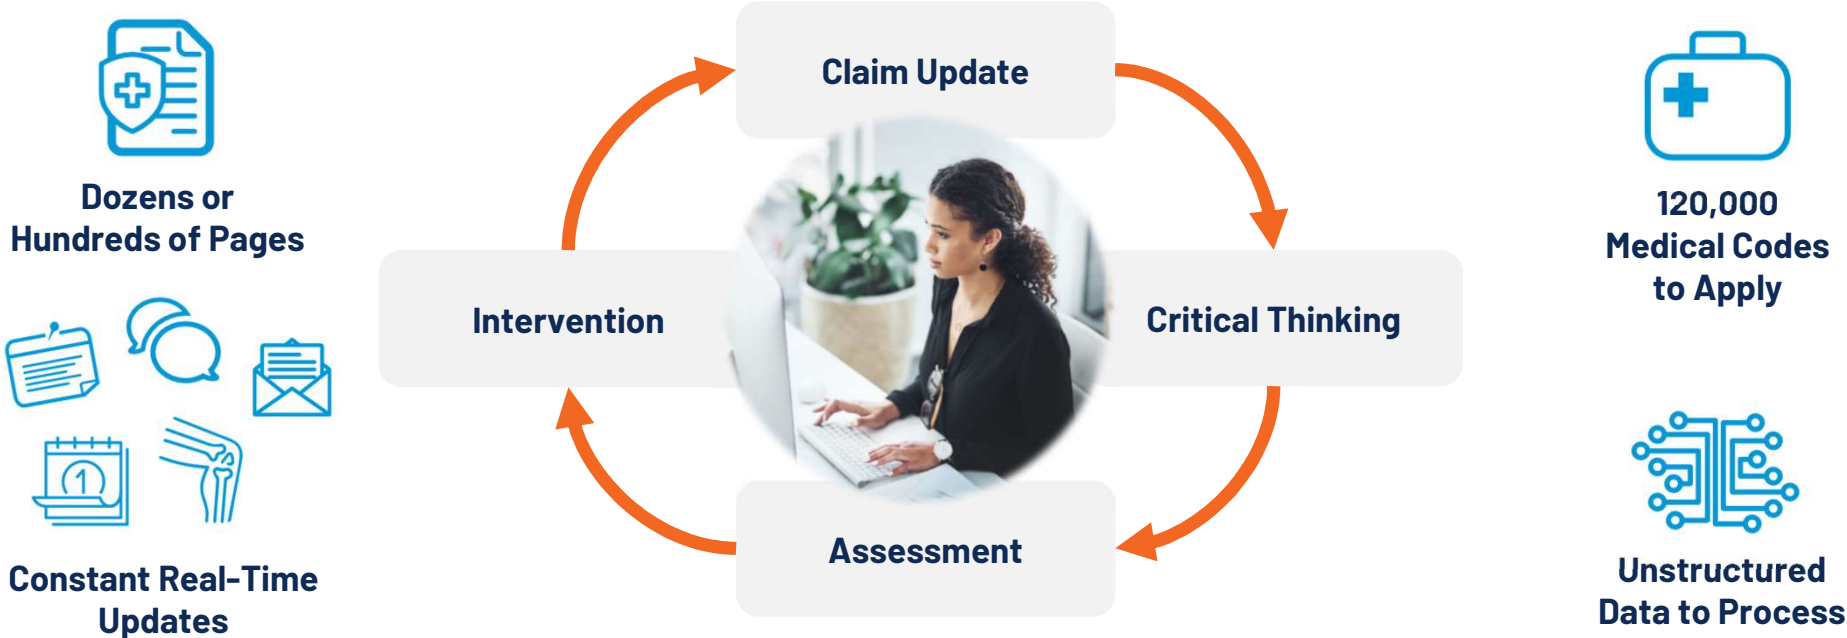 Dozens or
Hundreds of Pages
Constant Real-Time
Updates
1
Claim Update
Intervention
Critical Thinking
Assessment
120,000
Medical Codes
to Apply
Unstructured
Data to Process